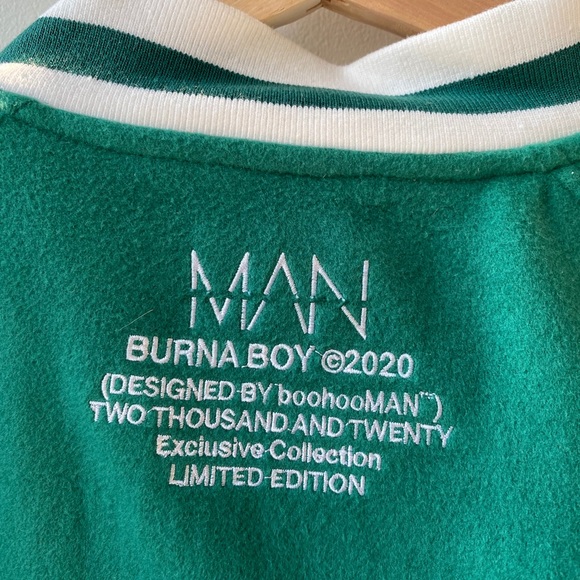 MAN
BURNA BOY ©2020
(DESIGNED BY boohooMAN™)
TWO THOUSAND AND TWENTY
Exclusive Collection
LIMITED EDITION